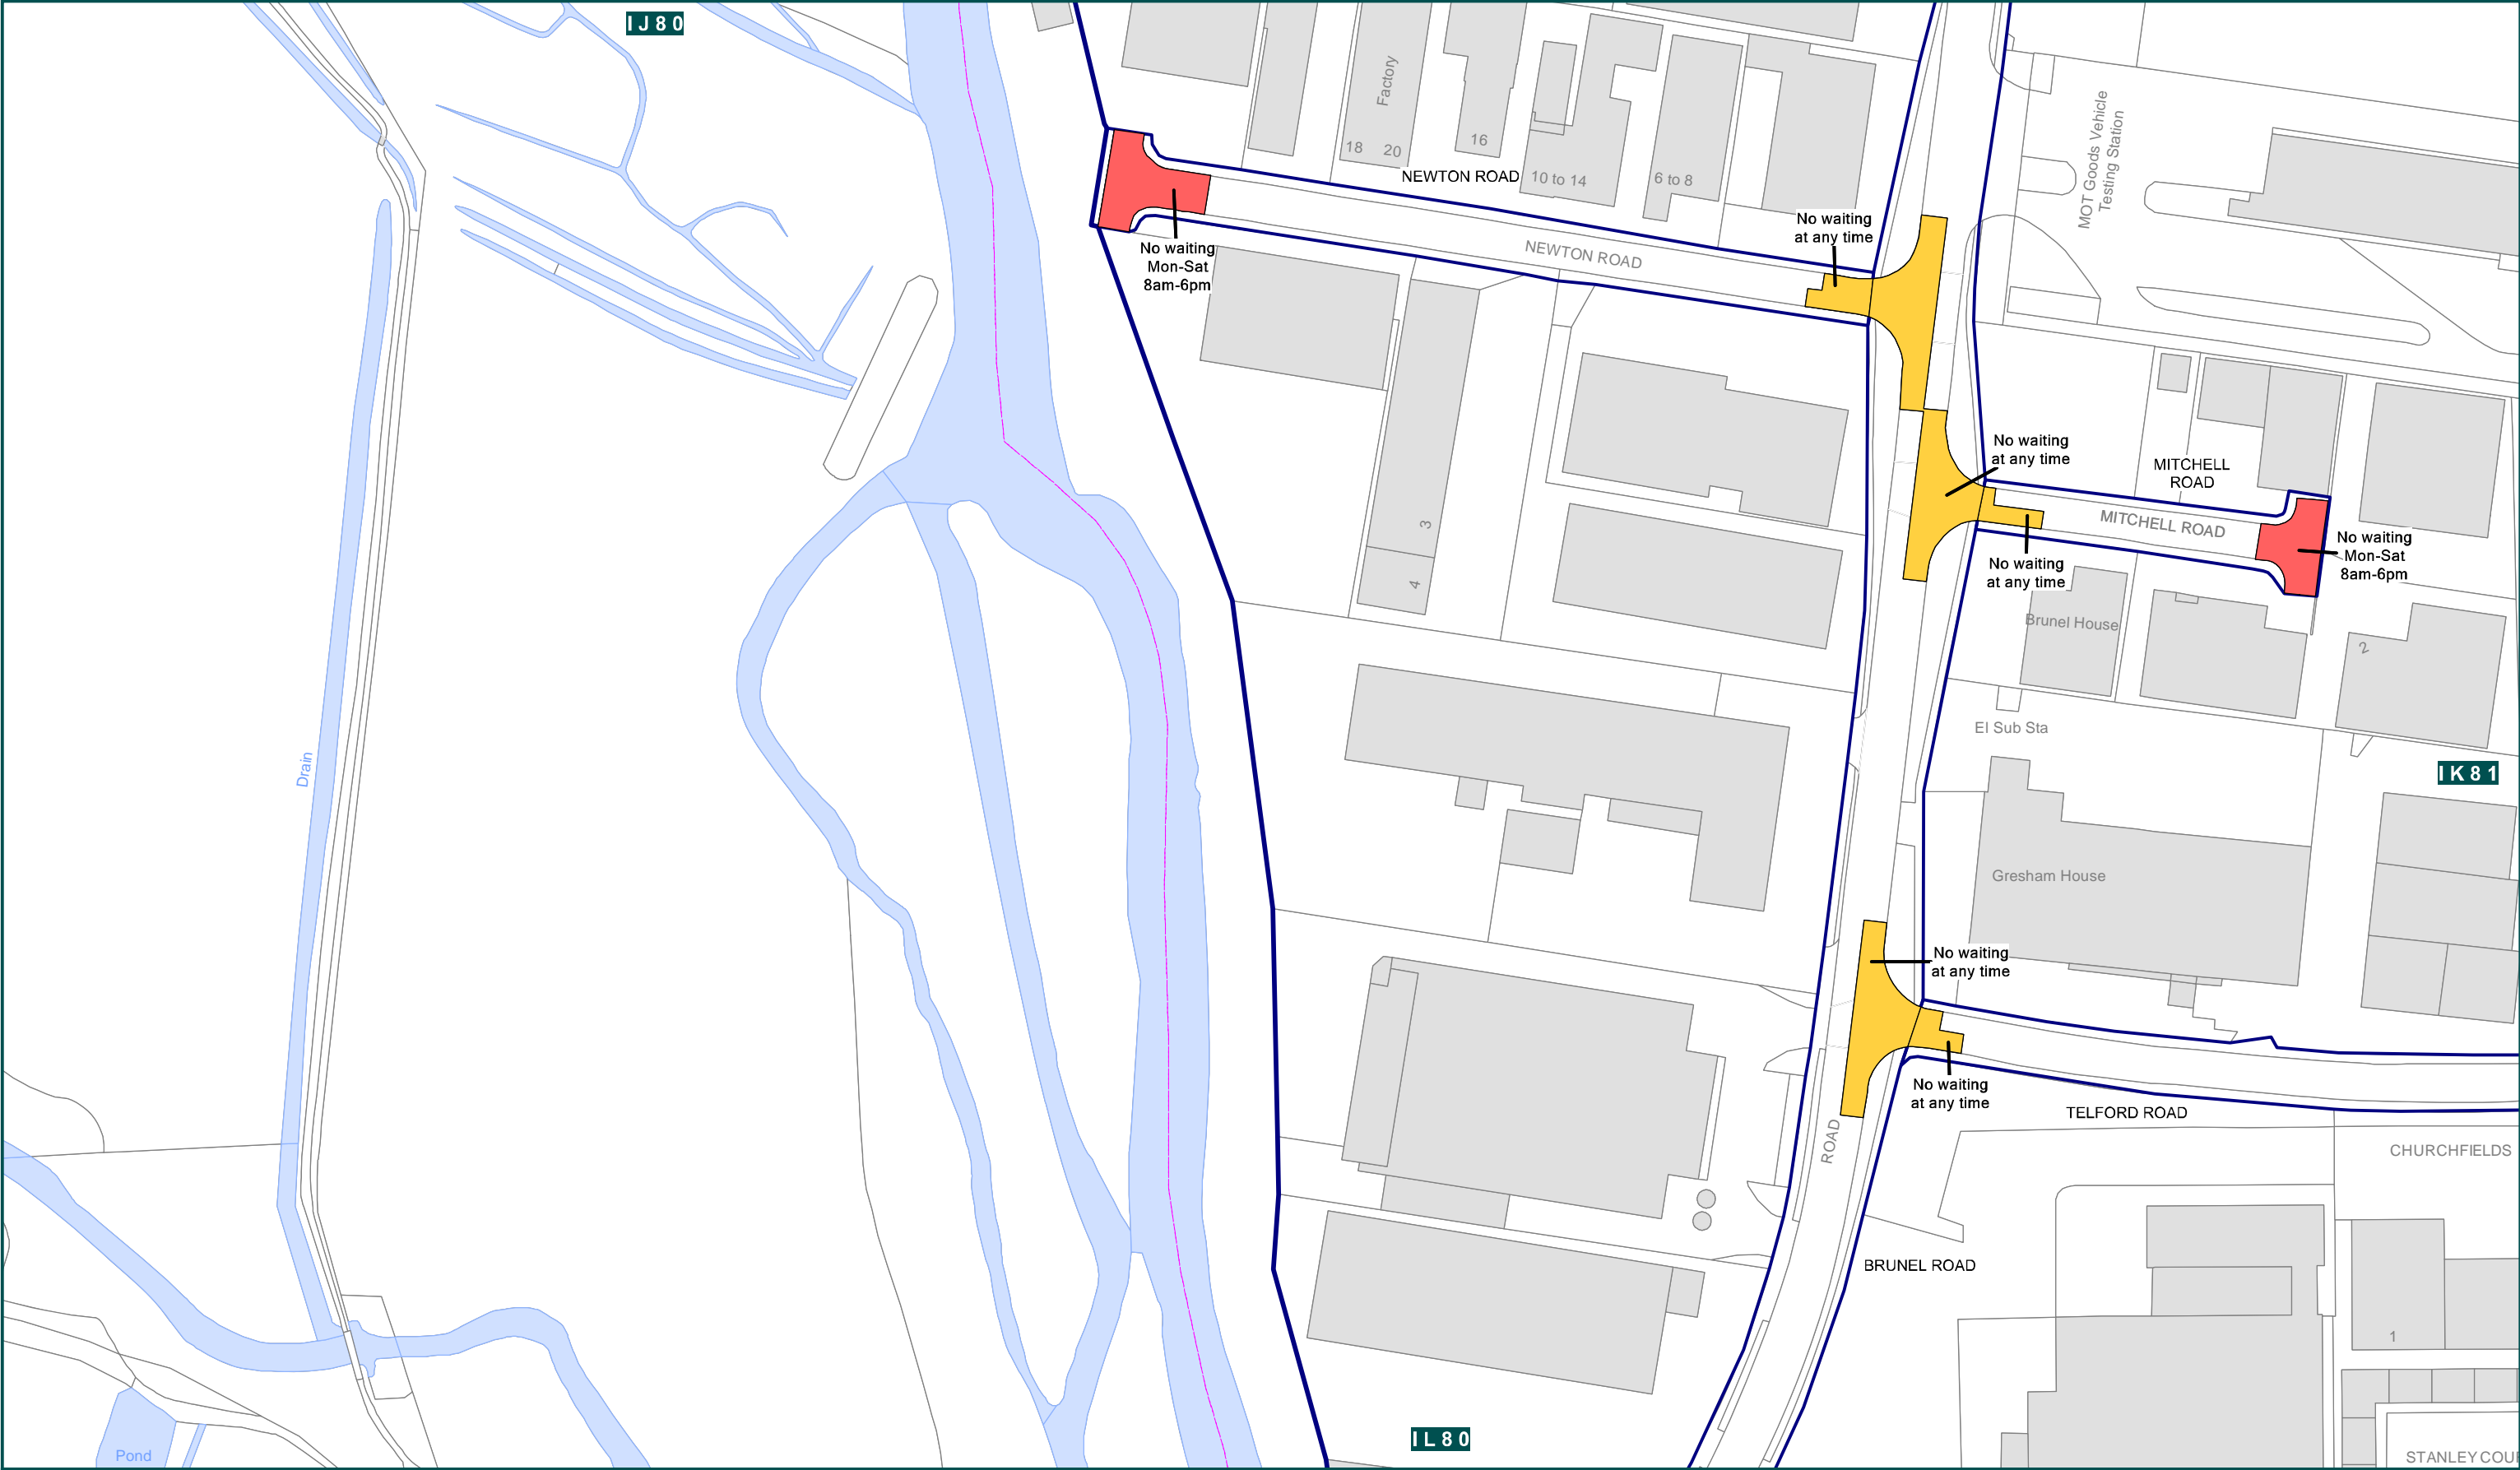 IJ80
Factory
18
20
16
NEWTON ROAD
10 to 14
6 to 8
MOT Goods Vehicle
Testing Station
No waiting
at any time
NEWTON ROAD
No waiting
Mon-Sat
8am-6pm
No waiting
at any time
MITCHELL
ROAD
MITCHELL ROAD
3
4
No waiting
Mon-Sat
8am-6pm
No waiting
at any time
Brunel House
2
El Sub Sta
Drain
IK81
Gresham House
No waiting
at any time
No waiting
at any time
TELFORD ROAD
ROAD
CHURCHFIELDS
BRUNEL ROAD
1
IL80
Pond
STANLEY COU